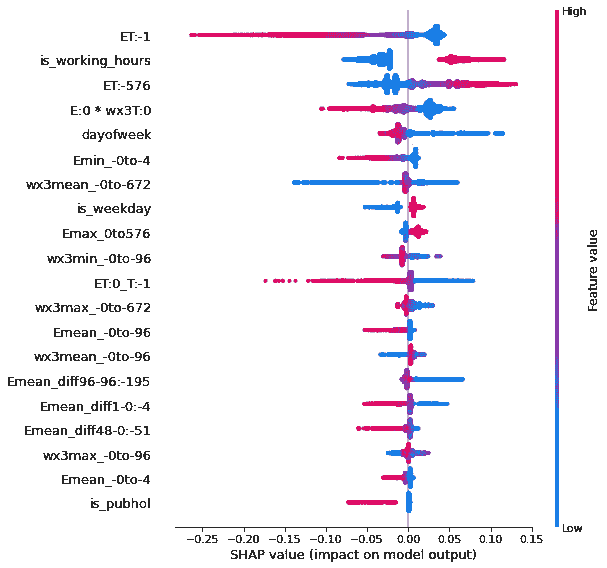 High
ET:-1
is_working_hours
ET:-576
E:0 * wx3T:0
dayofweek
Emin_-0to-4
wx3mean_-0to-672
is_weekday
Emax_0to576
wx3min_-0to-96
ET:0_T:-1
wx3max_-0to-672
Emean_-0to-96
wx3mean_-0to-96
Emean_diff96-96:-195
Emean_diff1-0:-4
Emean_diff48-0:-51
wx3max_-0to-96
Emean_-0to-4
is_pubhol
Feature value
Low
−0.25 −0.20 −0.15 −0.10 −0.05 0.00 0.05 0.10 0.15
SHAP value (impact on model output)